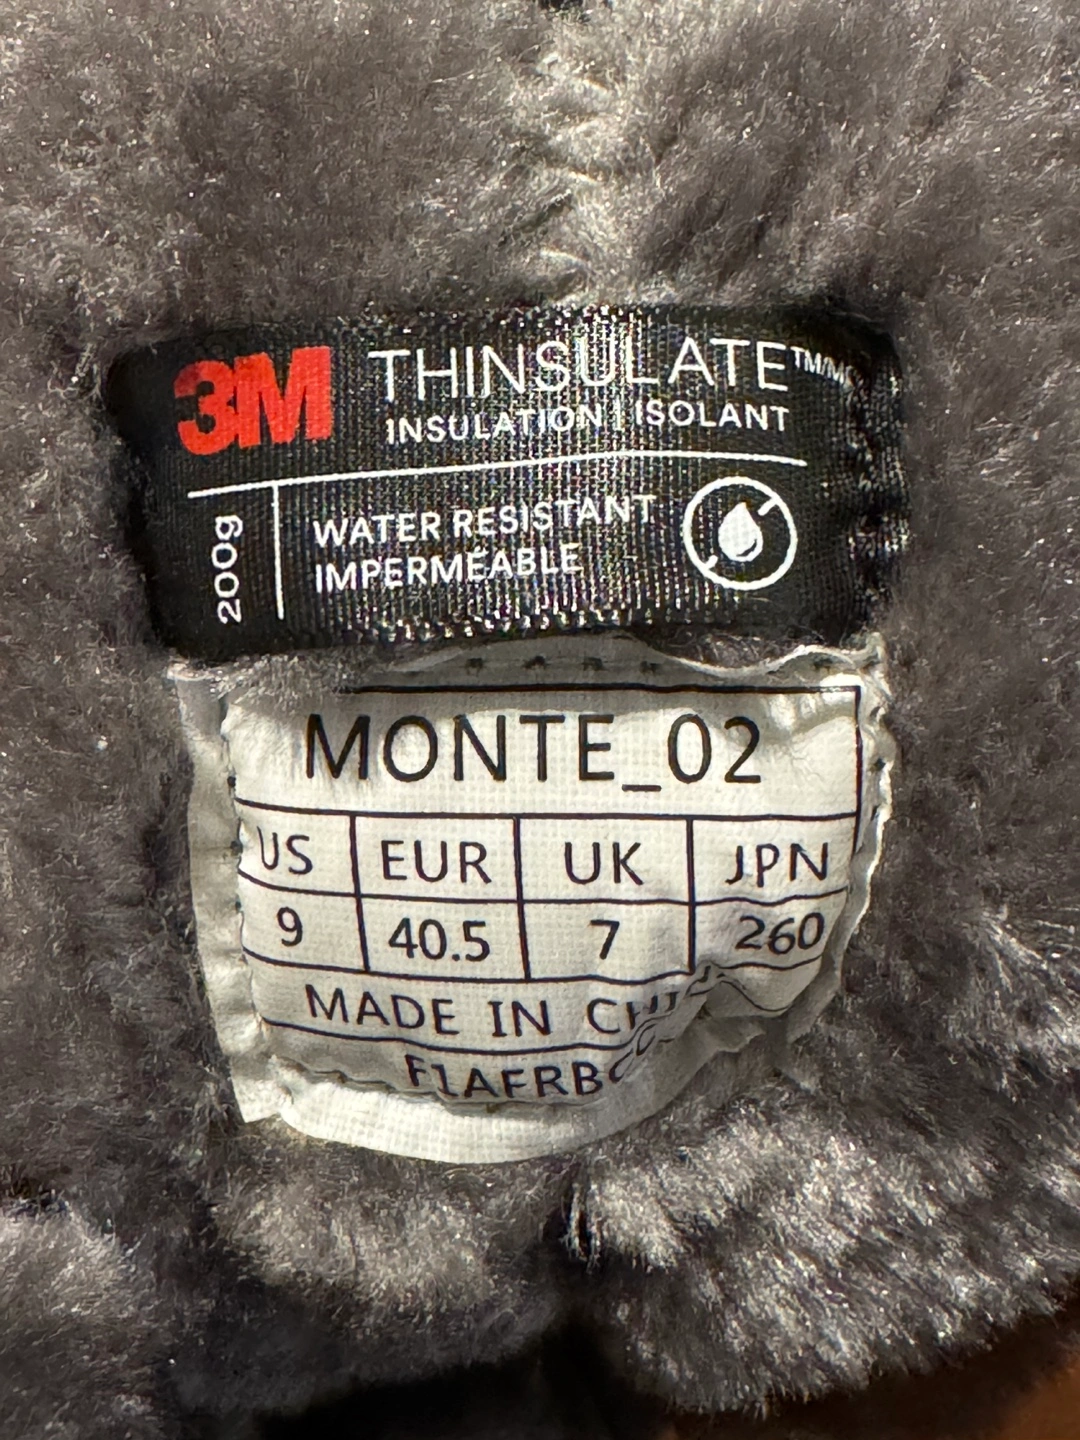 3M THINSULATE™/MC
INSULATION | ISOLANT
200g
WATER RESISTANT
IMPERMÉABLE
MONTE_02
US EUR UK JPN
9 40.5 7 260
MADE IN